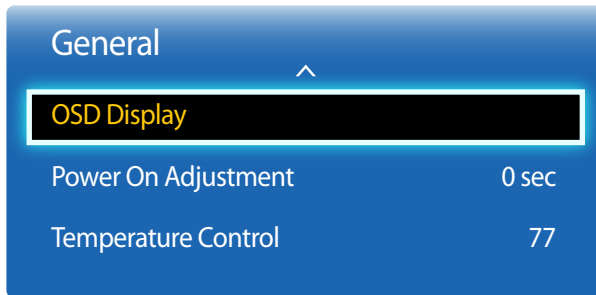 General
OSD Display
Power On Adjustment 0 sec
Temperature Control 77